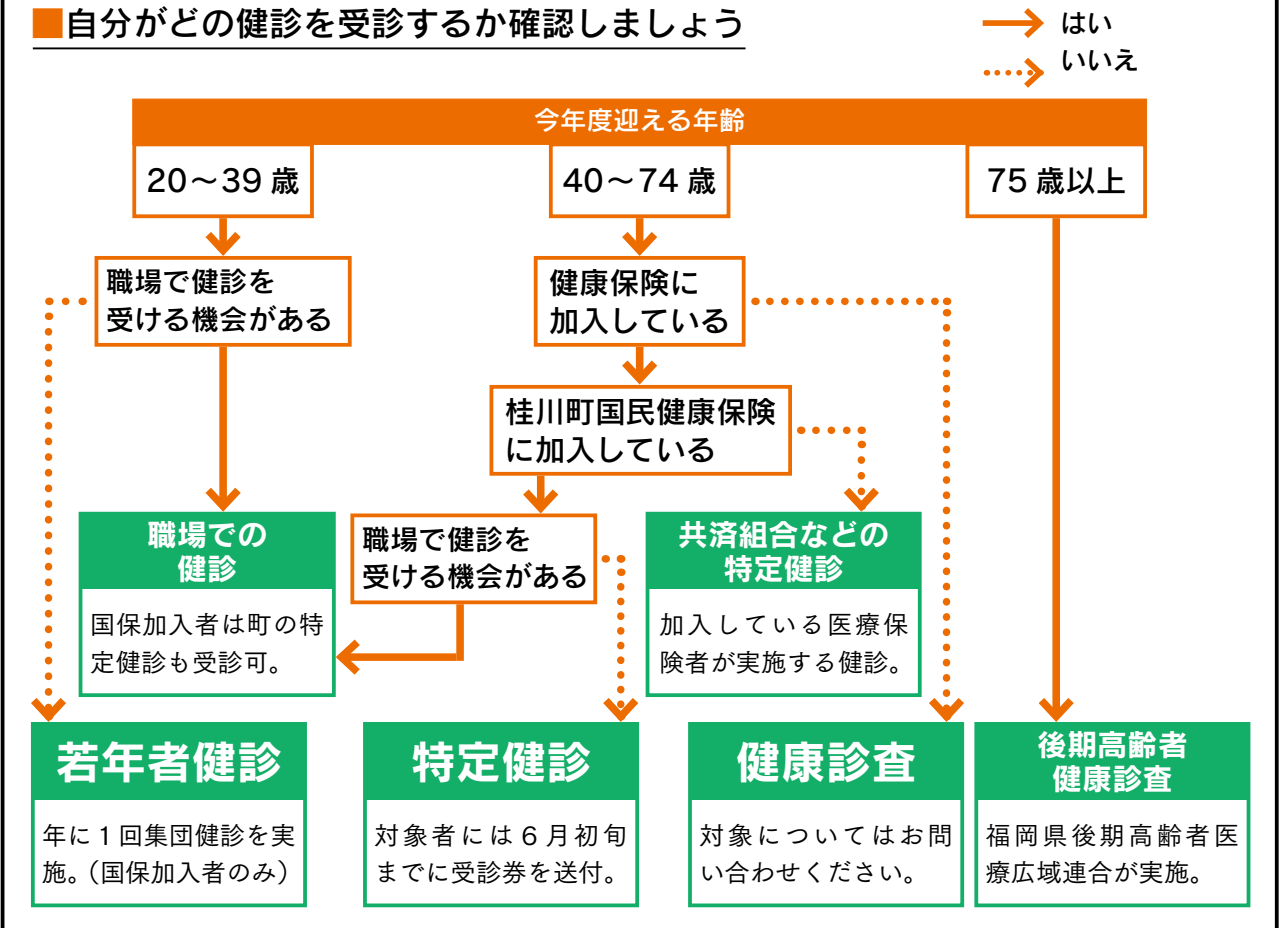 ■自分がどの健診を受診するか確認しましょう
はい
いいえ
今年度迎える年齢
20～39 歳
40～74 歳
75 歳以上
職場で健診を
受ける機会がある
健康保険に
加入している
桂川町国民健康保険
に加入している
職場での
健診
国保加入者は町の特
定健診も受診可。
職場で健診を
受ける機会がある
共済組合などの
特定健診
加入している医療保
険者が実施する健診。
若年者健診
年に 1 回集団健診を実
施。（国保加入者のみ）
特定健診
対象者には 6 月初旬
までに受診券を送付。
健康診査
対象についてはお問
い合わせください。
後期高齢者
健康診査
福岡県後期高齢者医
療広域連合が実施。